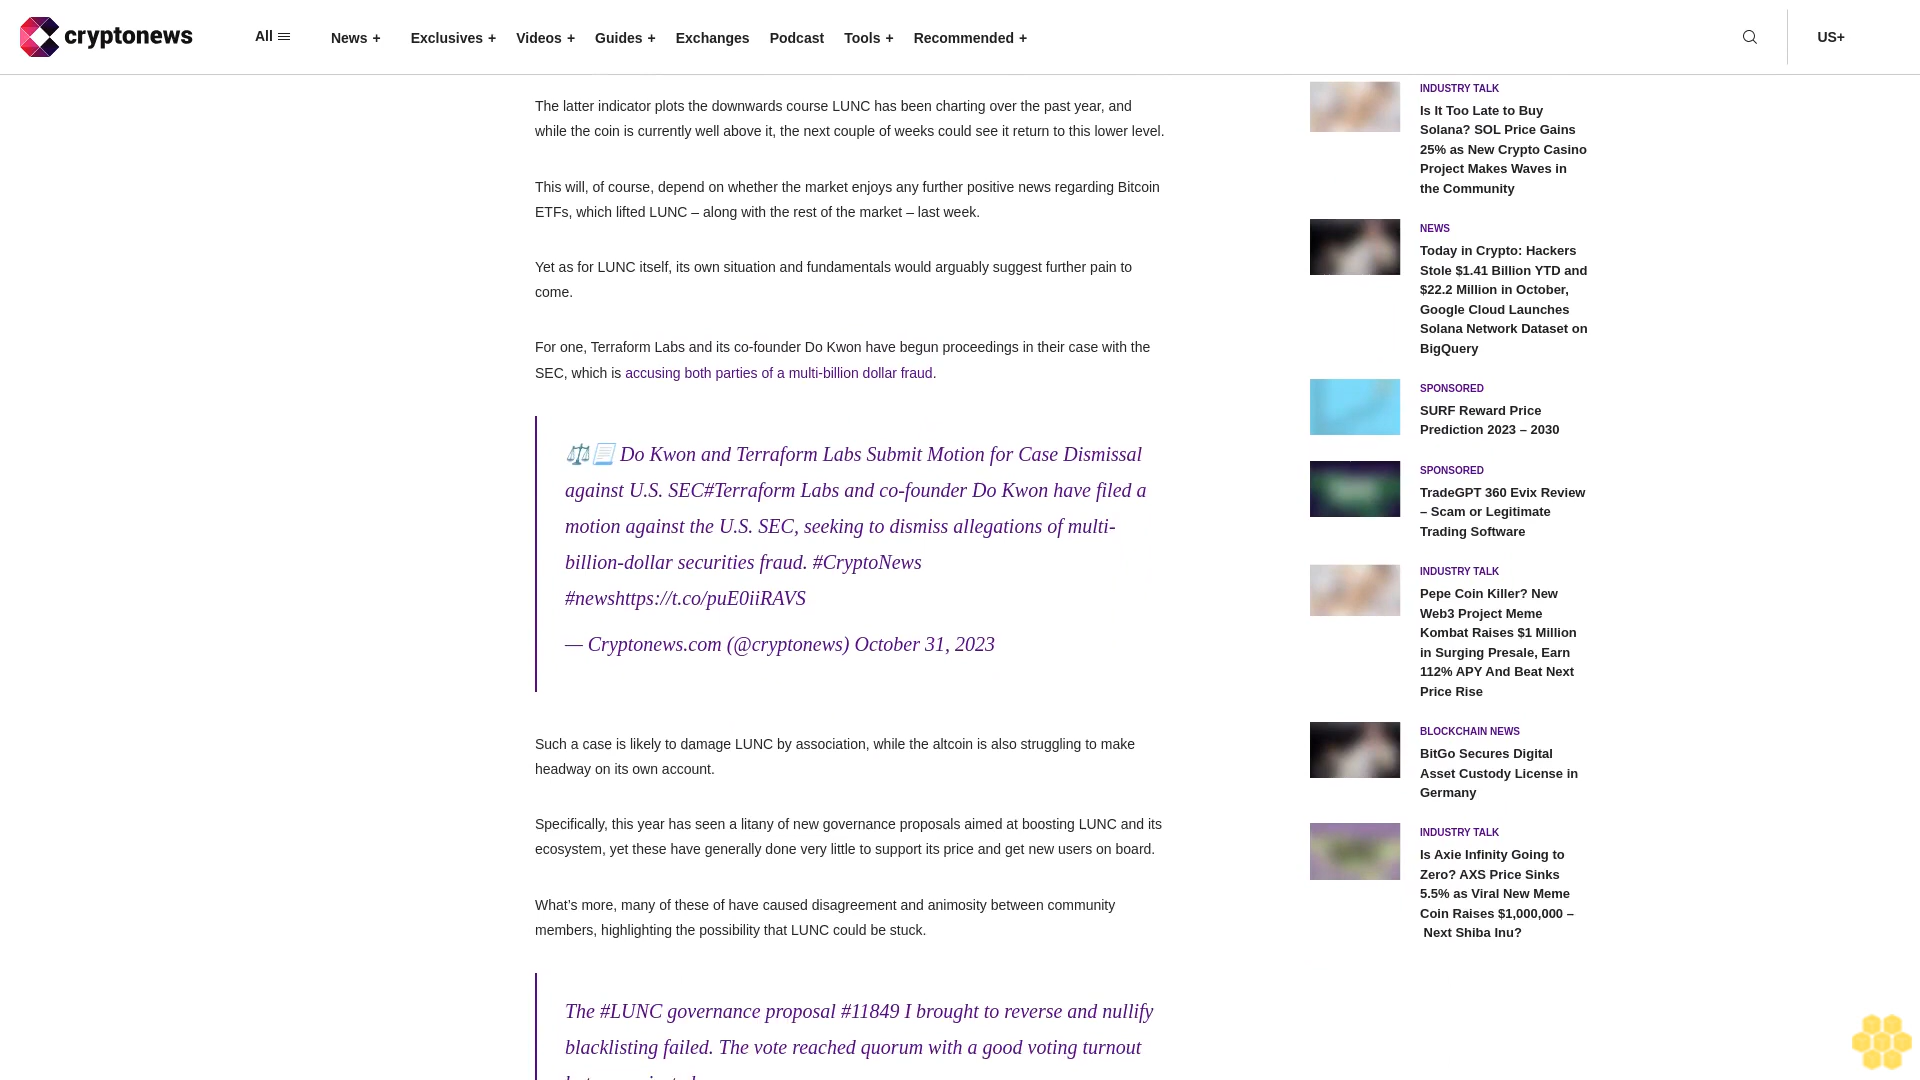 cryptonews
All
News +
Exclusives +
Videos +
Guides +
Exchanges
Podcast
Tools +
Recommended +
US+
The latter indicator plots the downwards course LUNC has been charting over the past year, and
while the coin is currently well above it, the next couple of weeks could see it return to this lower level.
This will, of course, depend on whether the market enjoys any further positive news regarding Bitcoin
ETFs, which lifted LUNC – along with the rest of the market – last week.
Yet as for LUNC itself, its own situation and fundamentals would arguably suggest further pain to
come.
For one, Terraform Labs and its co-founder Do Kwon have begun proceedings in their case with the
SEC, which is accusing both parties of a multi-billion dollar fraud.
⚖️📃 Do Kwon and Terraform Labs Submit Motion for Case Dismissal
against U.S. SEC#Terraform Labs and co-founder Do Kwon have filed a
motion against the U.S. SEC, seeking to dismiss allegations of multi-
billion-dollar securities fraud. #CryptoNews
#newshttps://t.co/puE0iiRAVS
— Cryptonews.com (@cryptonews) October 31, 2023
Such a case is likely to damage LUNC by association, while the altcoin is also struggling to make
headway on its own account.
Specifically, this year has seen a litany of new governance proposals aimed at boosting LUNC and its
ecosystem, yet these have generally done very little to support its price and get new users on board.
What's more, many of these of have caused disagreement and animosity between community
members, highlighting the possibility that LUNC could be stuck.
The #LUNC governance proposal #11849 I brought to reverse and nullify
blacklisting failed. The vote reached quorum with a good voting turnout
INDUSTRY TALK
Is It Too Late to Buy
Solana? SOL Price Gains
25% as New Crypto Casino
Project Makes Waves in
the Community
NEWS
Today in Crypto: Hackers
Stole $1.41 Billion YTD and
$22.2 Million in October,
Google Cloud Launches
Solana Network Dataset on
BigQuery
SPONSORED
SURF Reward Price
Prediction 2023 – 2030
SPONSORED
TradeGPT 360 Evix Review
– Scam or Legitimate
Trading Software
INDUSTRY TALK
Pepe Coin Killer? New
Web3 Project Meme
Kombat Raises $1 Million
in Surging Presale, Earn
112% APY And Beat Next
Price Rise
BLOCKCHAIN NEWS
BitGo Secures Digital
Asset Custody License in
Germany
INDUSTRY TALK
Is Axie Infinity Going to
Zero? AXS Price Sinks
5.5% as Viral New Meme
Coin Raises $1,000,000 –
Next Shiba Inu?